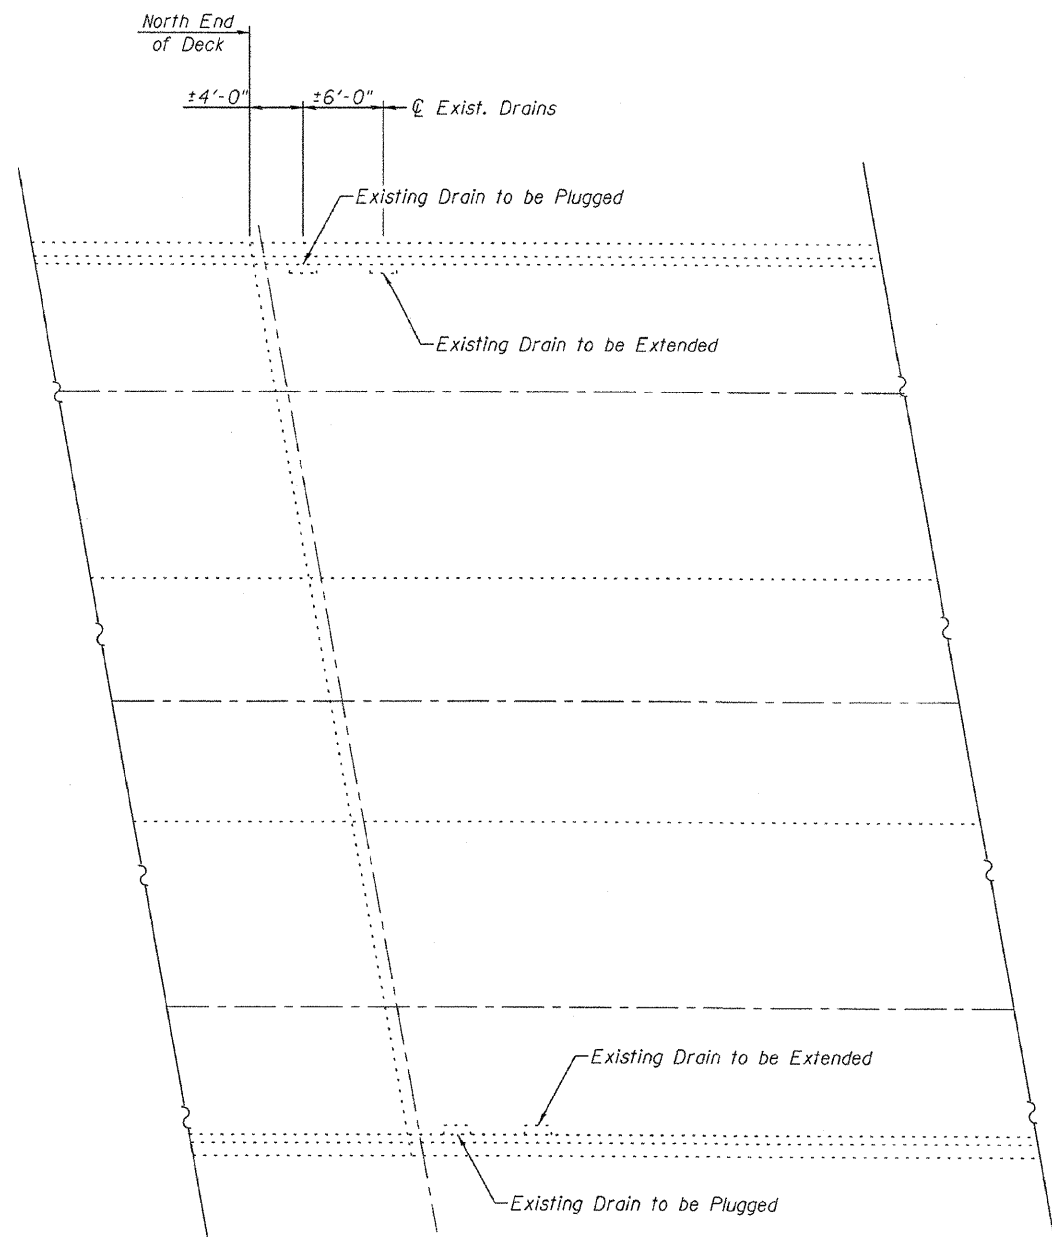 North End
of Deck
±4'-0"
±6'-0"
℄ Exist. Drains
Existing Drain to be Plugged
Existing Drain to be Extended
Existing Drain to be Extended
Existing Drain to be Plugged